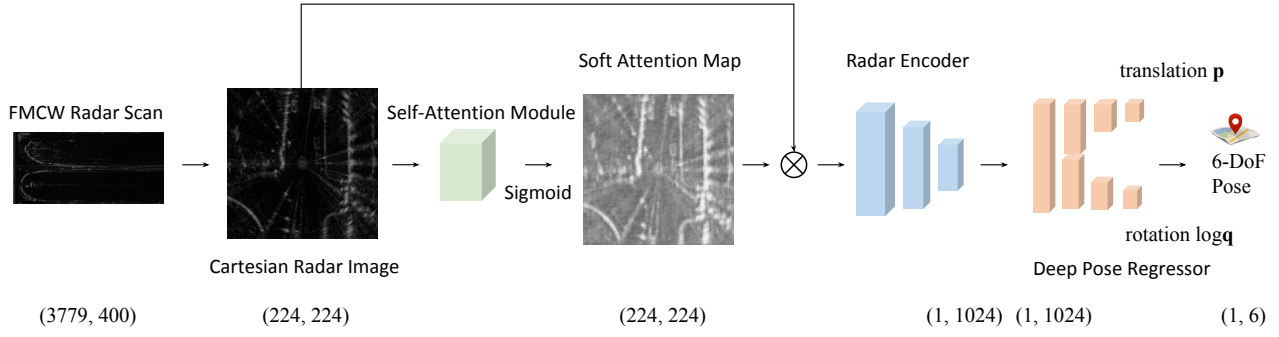 FMCW Radar Scan
Cartesian Radar Image
Self-Attention Module
Sigmoid
Soft Attention Map
Radar Encoder
translation p
rotation logq
Deep Pose Regressor
6-DoF
Pose
(3779, 400)
(224, 224)
(224, 224)
(1, 1024)
(1, 1024)
(1, 6)